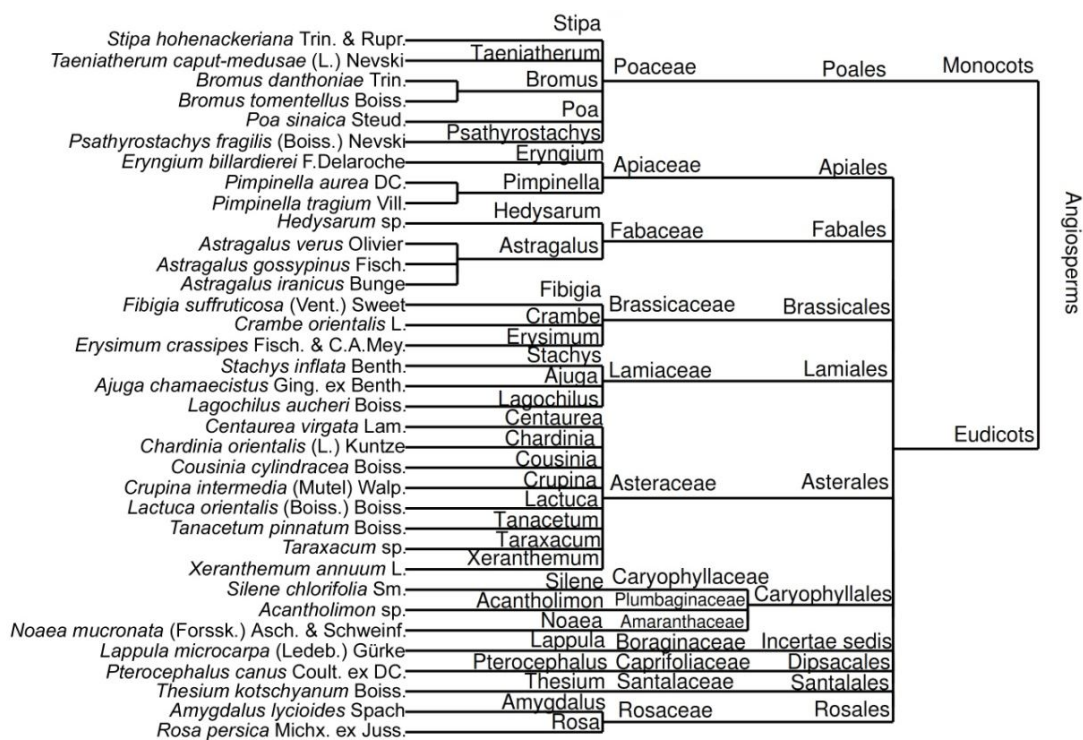 Stipa hohenackeriana Trin. & Rupr.
Taeniatherum caput-medusae (L.) Nevski
Bromus danthoniae Trin.
Bromus tomentellus Boiss.
Poa sinaica Steud.
Psathyrostachys fragilis (Boiss.) Nevski
Eryngium billardierei F.Delaroche
Pimpinella aurea DC.
Pimpinella tragium Vill.
Hedysarum sp.
Astragalus verus Olivier
Astragalus gossypinus Fisch.
Astragalus iranicus Bunge
Fibigia suffruticosa (Vent.) Sweet
Crambe orientalis L.
Erysimum crassipes Fisch. & C.A.Mey.
Stachys inflata Benth.
Ajuga chamaecistus Ging. ex Benth.
Lagochilus aucheri Boiss.
Centaurea virgata Lam.
Chardinia orientalis (L.) Kuntze
Cousinia cylindracea Boiss.
Crupina intermedia (Mutel) Walp.
Lactuca orientalis (Boiss.) Boiss.
Tanacetum pinnatum Boiss.
Taraxacum sp.
Xeranthemum annuum L.
Silene chlorifolia Sm.
Acantholimon sp.
Noaea mucronata (Forssk.) Asch. & Schweinf.
Lappula microcarpa (Ledeb.) Gürke
Pterocephalus canus Coult. ex DC.
Thesium kotschyanum Boiss.
Amygdalus lycioides Spach
Rosa persica Michx. ex Juss.
Stipa
Taeniatherum
Bromus
Poa
Psathyrostachys
Eryngium
Pimpinella
Hedysarum
Astragalus
Fibigia
Crambe
Erysimum
Stachys
Ajuga
Lagochilus
Centaurea
Chardinia
Cousinia
Crupina
Lactuca
Tanacetum
Taraxacum
Xeranthemum
Silene
Acantholimon
Noaea
Lappula
Pterocephalus
Thesium
Amygdalus
Rosa
Poaceae
Apiaceae
Fabaceae
Brassicaceae
Lamiaceae
Asteraceae
Caryophyllaceae
Plumbaginaceae
Amaranthaceae
Boraginaceae
Caprifoliaceae
Santalaceae
Rosaceae
Poales
Apiales
Fabales
Brassicales
Lamiales
Asterales
Caryophyllales
Incertae sedis
Dipsacales
Santalales
Rosales
Monocots
Eudicots
Angiosperms